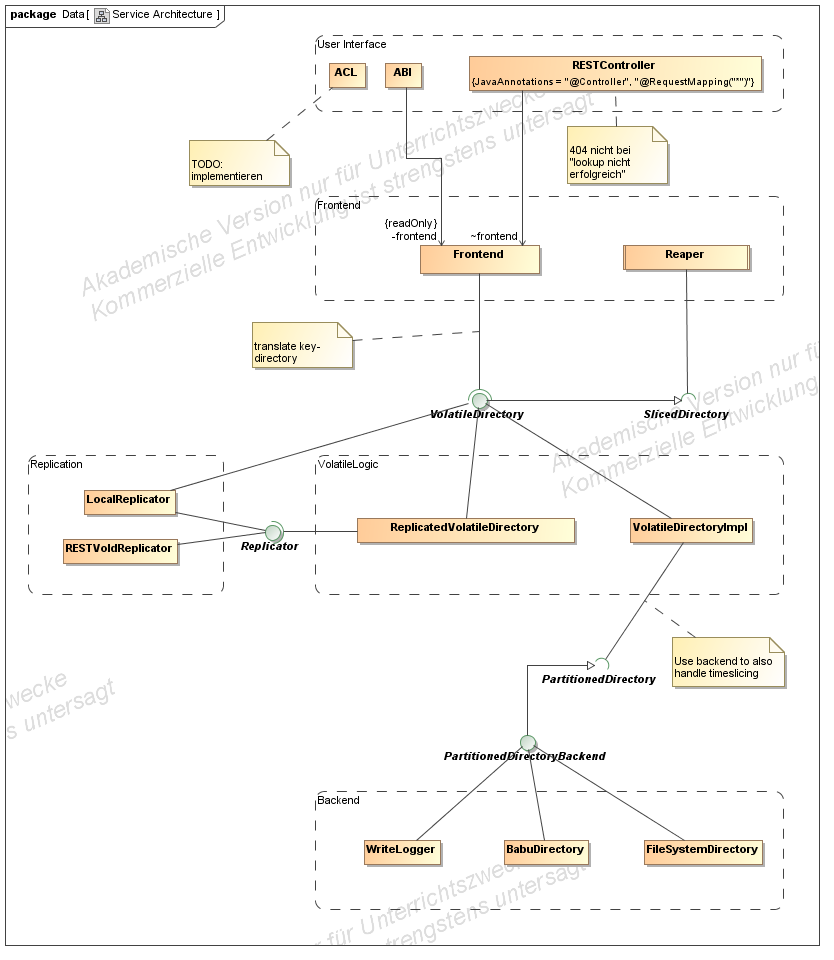 package Data[ Service Architecture ]
User Interface
ACL
ABI
RESTController
{JavaAnnotations = "@Controller", "@RequestMapping("*")"}
TODO:
implementieren
404 nicht bei
"lookup nicht
erfolgreich"
Akademische Version nur für Unterrichtszwecke
Kommerzielle Entwicklung ist strengstens untersagt
Frontend
{readOnly}
-frontend
~frontend
Frontend
Reaper
translate key-
directory
VolatileDirectory
SlicedDirectory
Akademische Version nur fü
Kommerzielle Entwicklung
Replication
LocalReplicator
RESTVoldReplicator
Replicator
VolatileLogic
ReplicatedVolatileDirectory
VolatileDirectoryImpl
Use backend to also
handle timeslicing
PartitionedDirectory
wecke
s untersagt
PartitionedDirectoryBackend
Backend
WriteLogger
BabuDirectory
FileSystemDirectory
für Unterrichtszwecke
strengstens untersagt